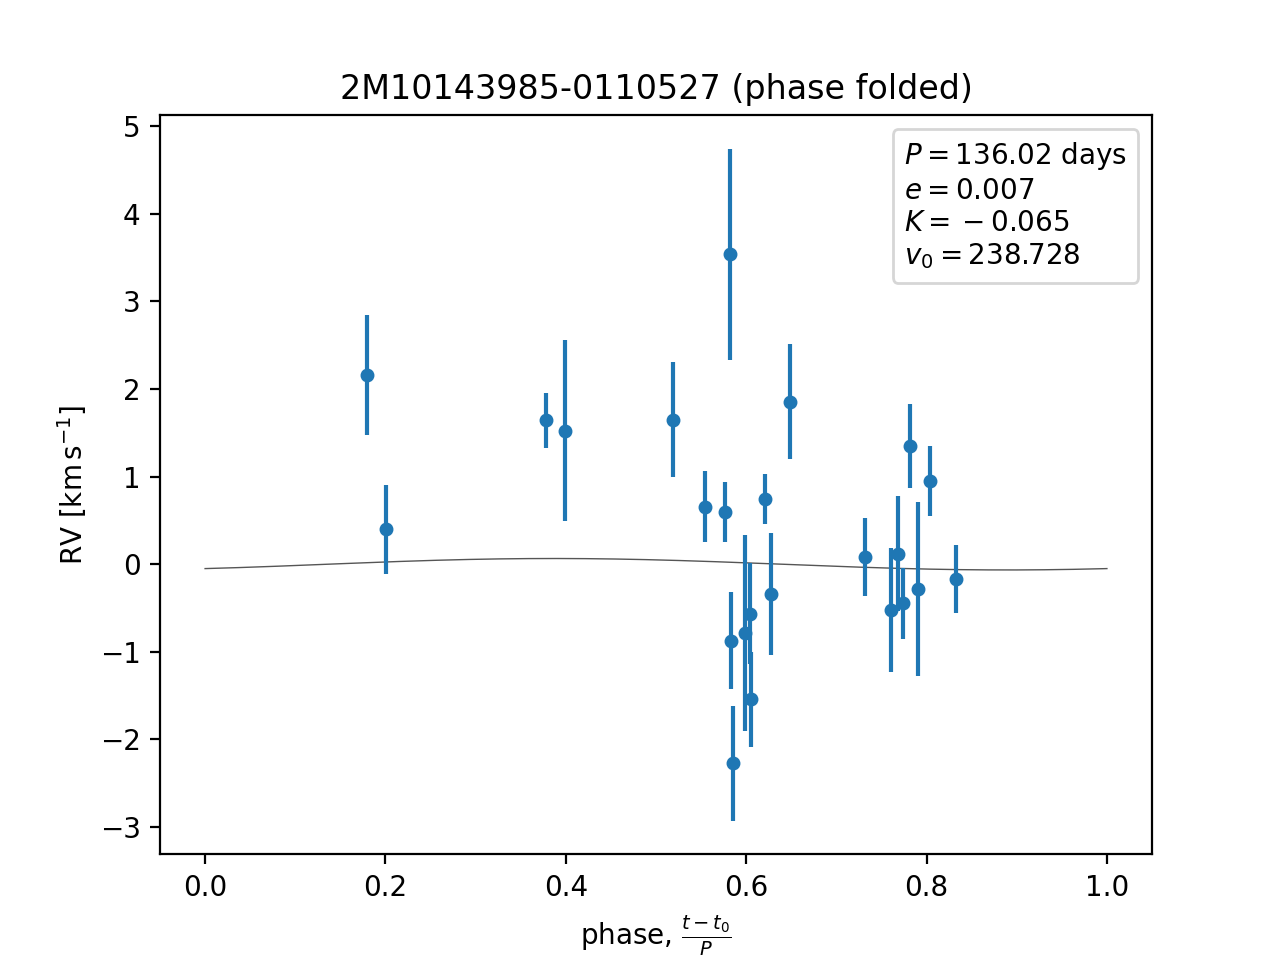 2M10143985-0110527 (phase folded)
P = 136.02 days
e = 0.007
K = −0.065
v₀ = 238.728
RV [km s⁻¹]
5
4
3
2
1
0
−1
−2
−3
0.0 0.2 0.4 0.6 0.8 1.0
phase, (t − t₀)/P